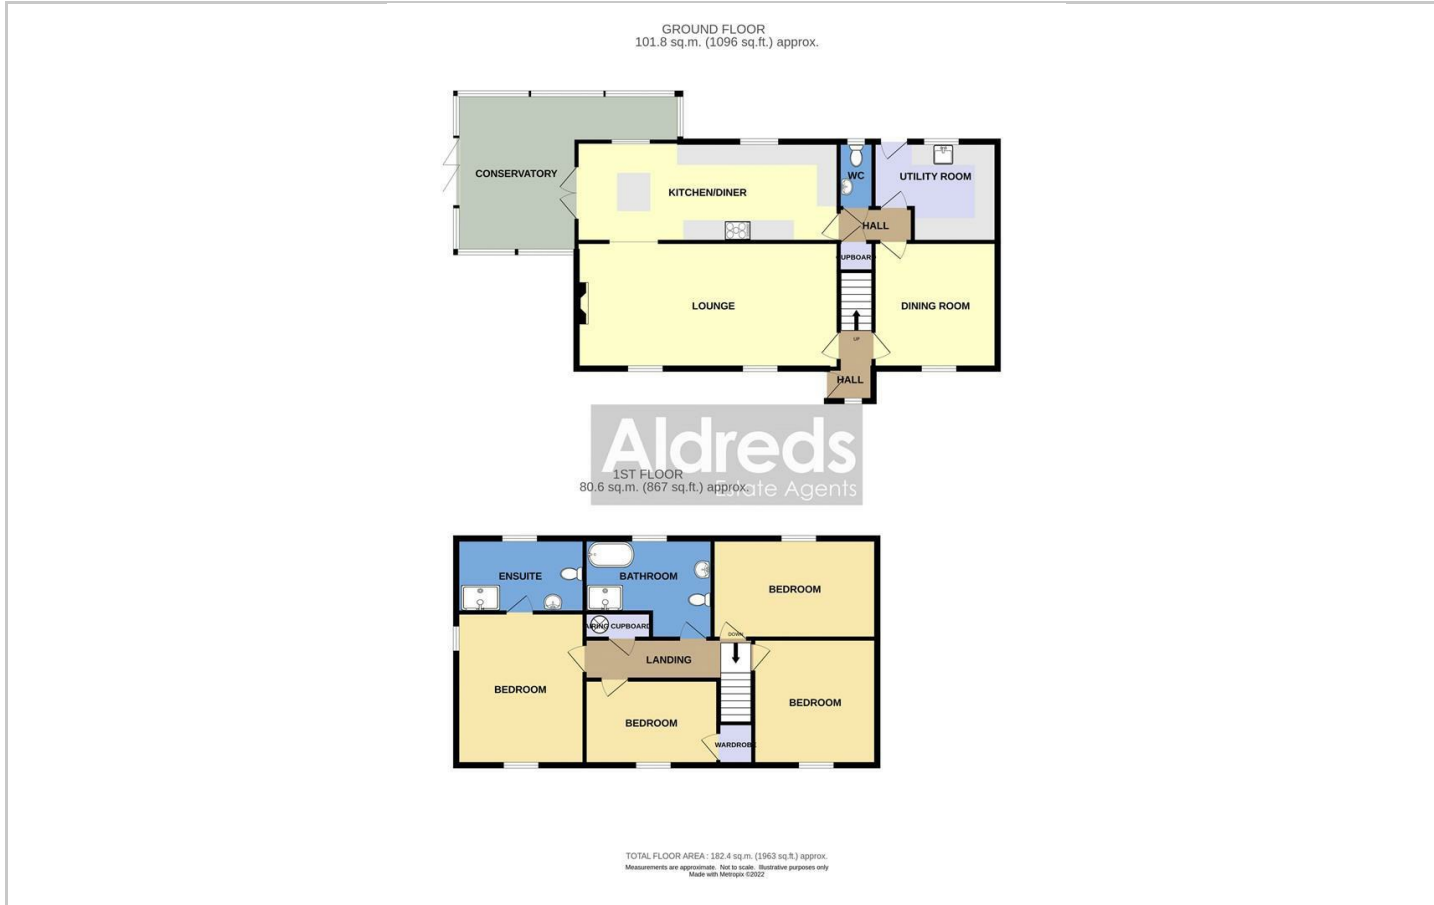 GROUND FLOOR
101.8 sq.m. (1096 sq.ft.) approx.
CONSERVATORY
KITCHEN/DINER
WC
UTILITY ROOM
HALL
UPBOAR
LOUNGE
DINING ROOM
UP
HALL
Aldreds
Estate Agents
1ST FLOOR
80.6 sq.m. (867 sq.ft.) approx.
ENSUITE
BATHROOM
BEDROOM
IRING CUPBOARD
DOWN
LANDING
BEDROOM
BEDROOM
BEDROOM
WARDROBE
TOTAL FLOOR AREA : 182.4 sq.m. (1963 sq.ft.) approx.
Measurements are approximate. Not to scale. Illustrative purposes only
Made with Metropix ©2022